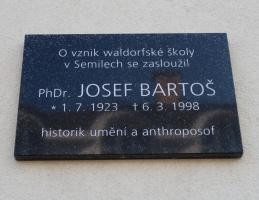 O vznik waldorfské školy
v Semilech se zasloužil
PhDr. JOSEF BARTOŠ
* 1. 7. 1923 † 6. 3. 1998
historik umění a anthroposof